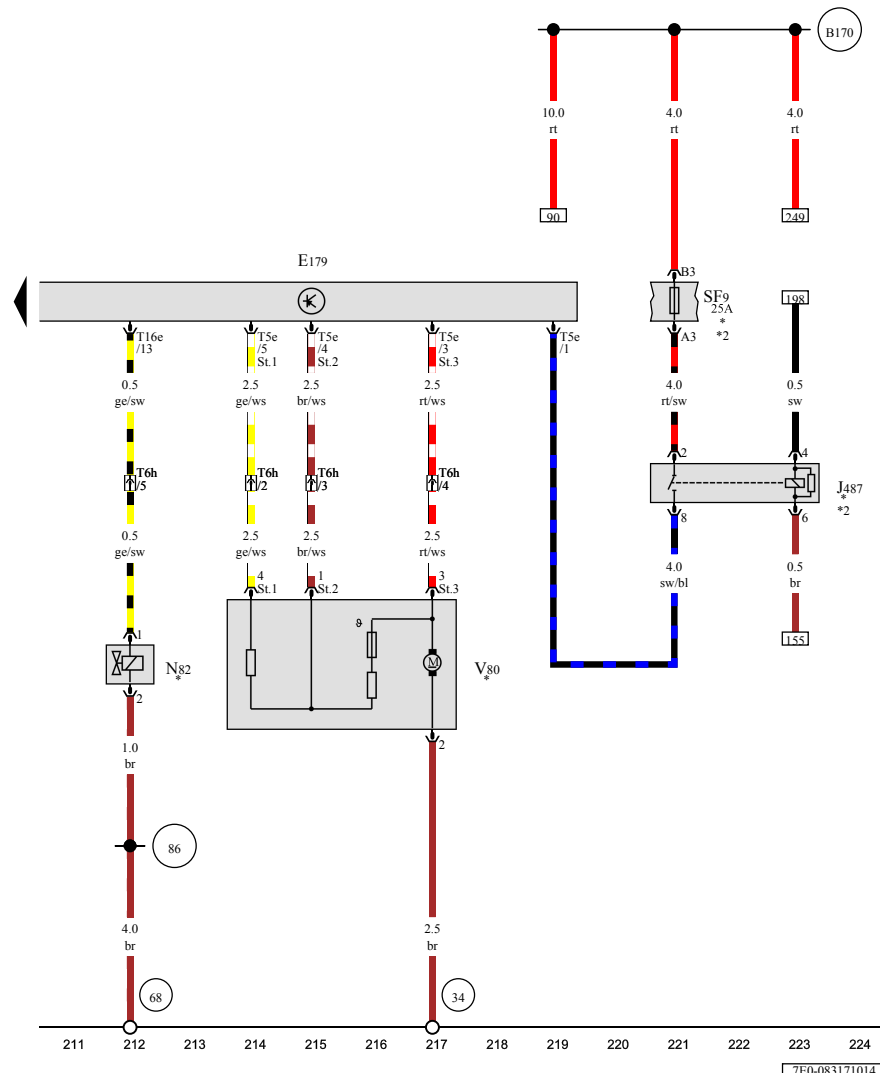 B170
10.0
rt
4.0
rt
4.0
rt
90
249
E179
B3
SF9
25A
*
*2
198
T16e
/13
T5e
/5
St.1
T5e
/4
St.2
T5e
/3
St.3
T5e
/1
A3
0.5
ge/sw
2.5
ge/ws
2.5
br/ws
2.5
rt/ws
4.0
rt/sw
0.5
sw
2
4
T6h
/5
T6h
/2
T6h
/3
T6h
/4
J487
*
*2
8
6
0.5
ge/sw
2.5
ge/ws
2.5
br/ws
2.5
rt/ws
4.0
sw/bl
0.5
br
4
St.1
1
St.2
3
St.3
ϑ
1
155
N82
*
M
V80
*
2
2
1.0
br
86
4.0
br
2.5
br
68
34
211 212 213 214 215 216 217 218 219 220 221 222 223 224
7E0-083171014